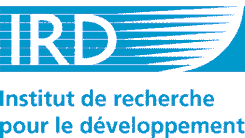 IRD
Institut de recherche
pour le développement